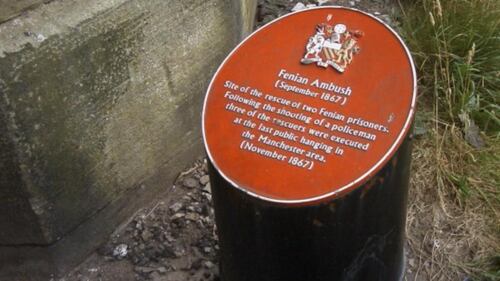 Fenian Ambush
(September 1867)
Site of the rescue of two Fenian prisoners.
Following the shooting of a policeman
three of the rescuers were executed
at the last public hanging in
the Manchester area.
(November 1867)